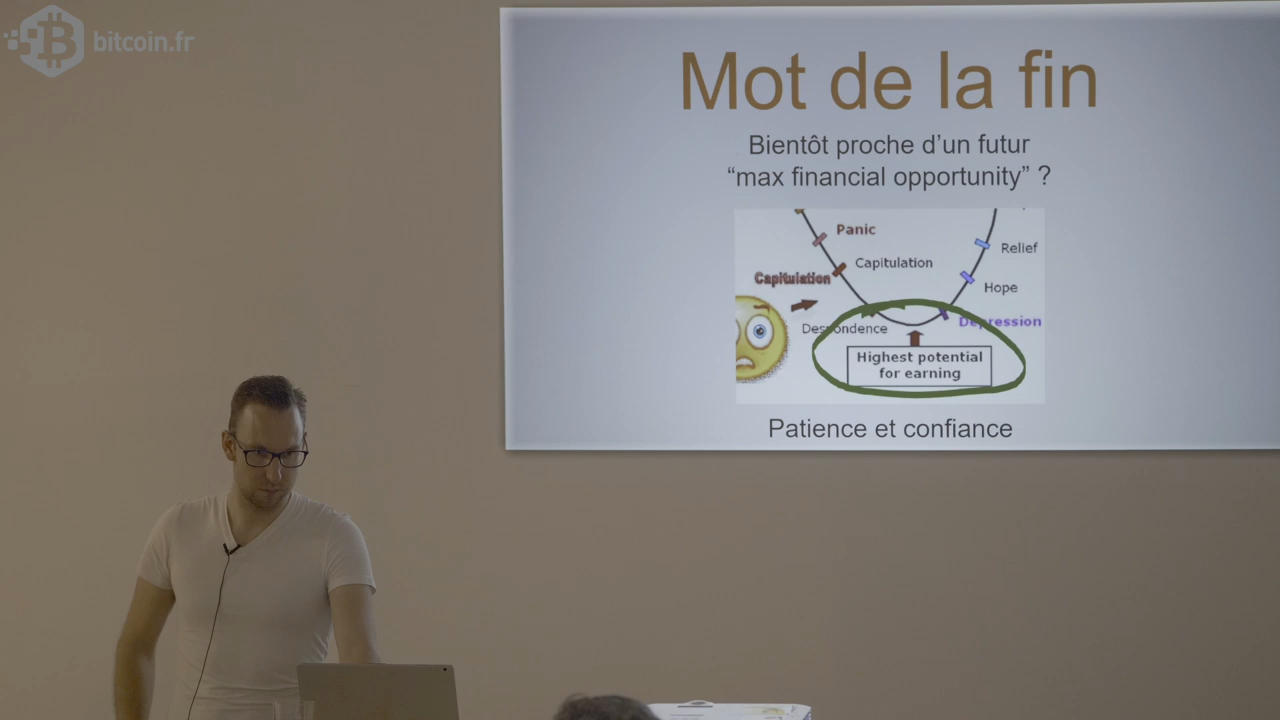 bitcoin.fr
Mot de la fin
Bientôt proche d’un futur
“max financial opportunity” ?
Panic
Relief
Capitulation
Capitulation
Hope
Despondence
Depression
Highest potential
for earning
Patience et confiance